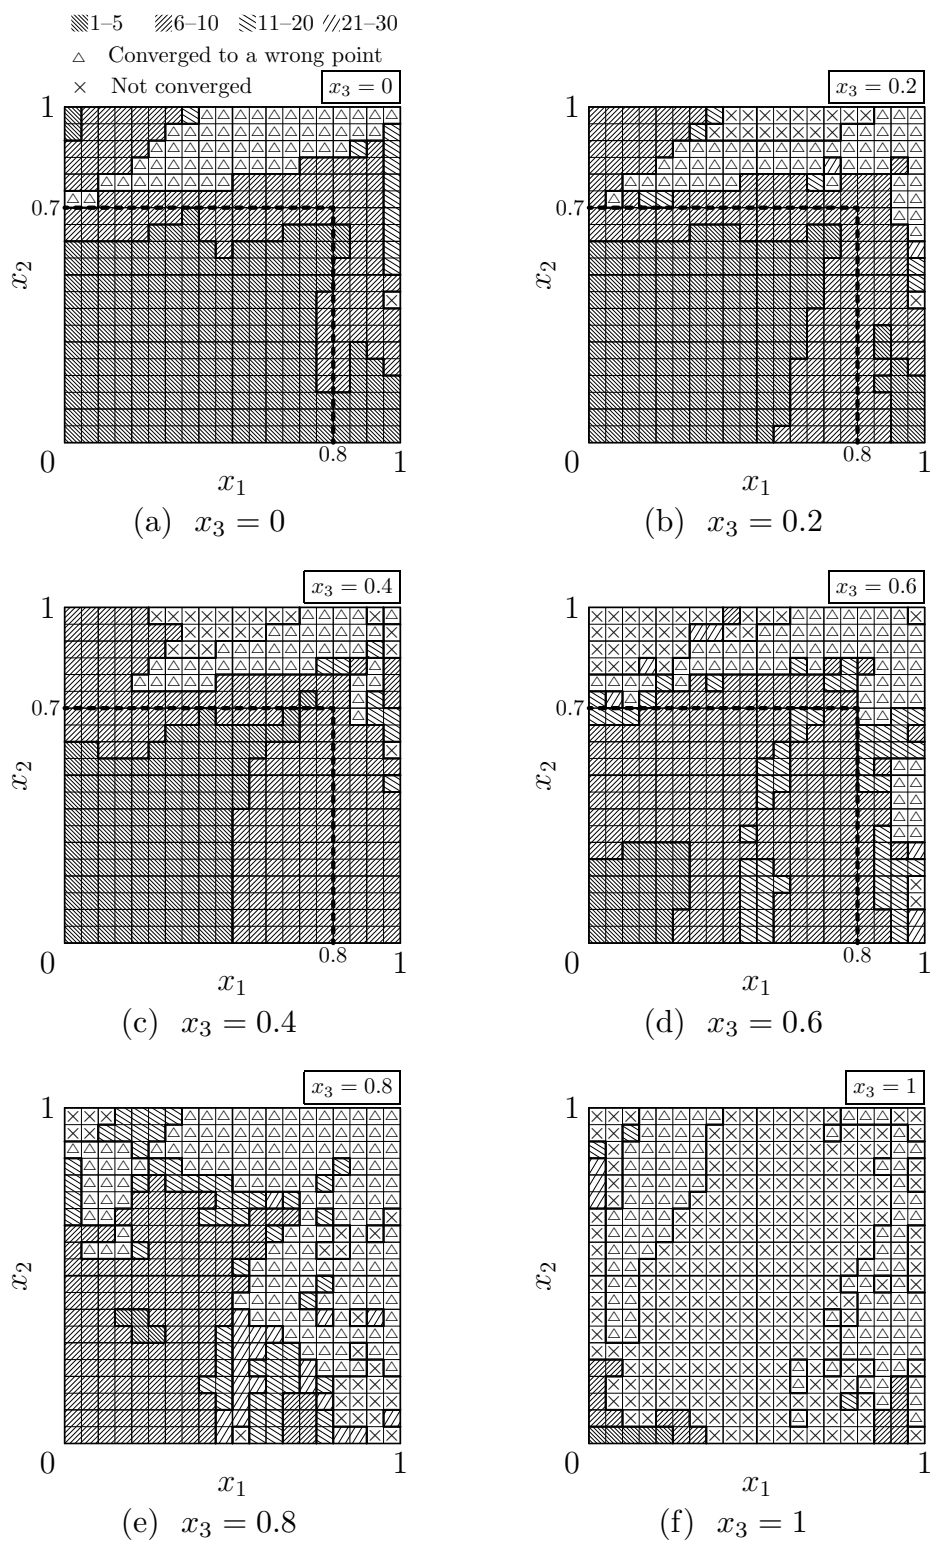 1–5 6–10 11–20 21–30
△ Converged to a wrong point
× Not converged
x₃ = 0
x₃ = 0.2
1
0.7
x₂
0
0.8
1
x₁
(a) x₃ = 0
1
0.7
x₂
0
0.8
1
x₁
(b) x₃ = 0.2
x₃ = 0.4
1
0.7
x₂
0
0.8
1
x₁
(c) x₃ = 0.4
x₃ = 0.6
1
0.7
x₂
0
0.8
1
x₁
(d) x₃ = 0.6
x₃ = 0.8
1
x₂
0
1
x₁
(e) x₃ = 0.8
x₃ = 1
1
x₂
0
1
x₁
(f) x₃ = 1